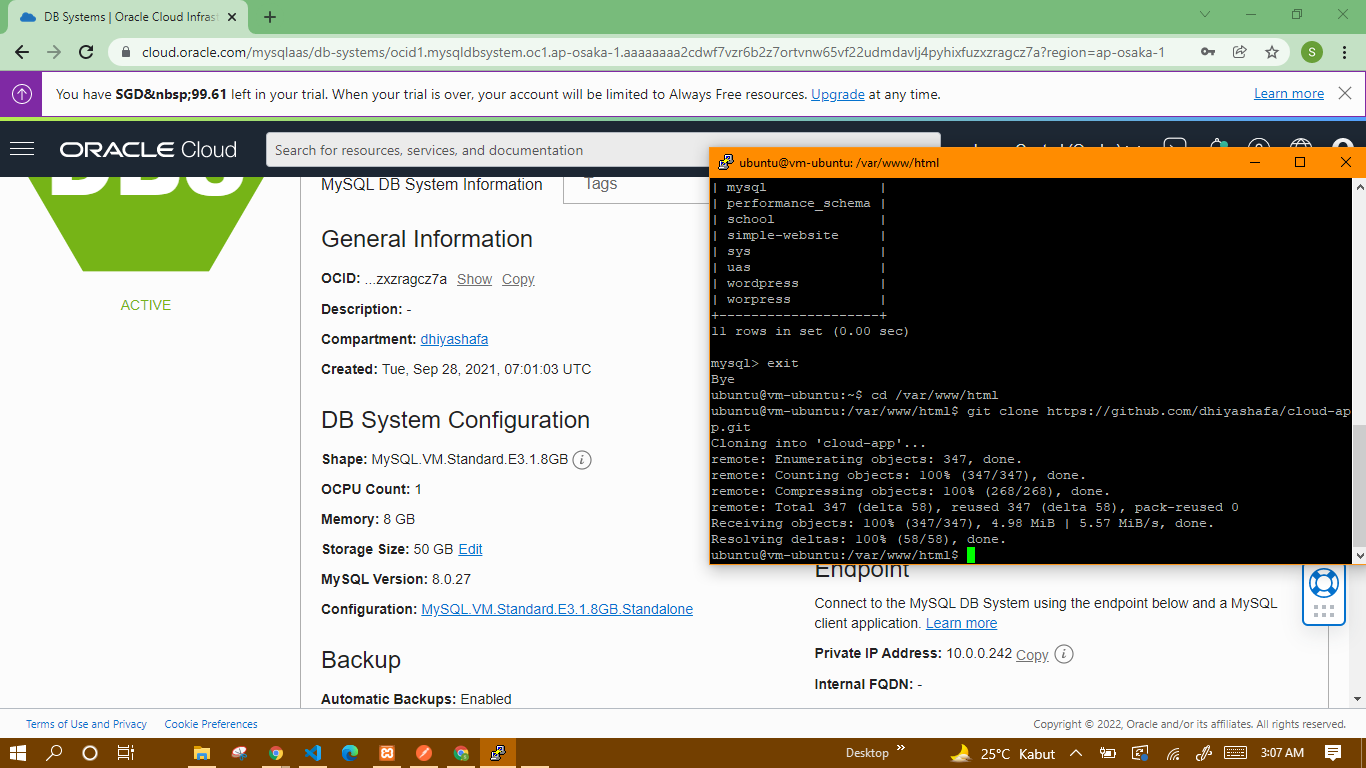 DB Systems | Oracle Cloud Infrast
cloud.oracle.com/mysqlaas/db-systems/ocid1.mysqldbsystem.oc1.ap-osaka-1.aaaaaaaa2cdwf7vzr6b2z7ortvnw65vf22udmdavlj4pyhixfuzxzragcz7a?region=ap-osaka-1
S
You have SGD&nbsp;99.61 left in your trial. When your trial is over, your account will be limited to Always Free resources. Upgrade at any time.
Learn more
ORACLE Cloud
Search for resources, services, and documentation
ACTIVE
MySQL DB System Information
Tags
General Information
OCID: ...zxzragcz7a Show Copy
Description: -
Compartment: dhiyashafa
Created: Tue, Sep 28, 2021, 07:01:03 UTC
DB System Configuration
Shape: MySQL.VM.Standard.E3.1.8GB
OCPU Count: 1
Memory: 8 GB
Storage Size: 50 GB Edit
MySQL Version: 8.0.27
Configuration: MySQL.VM.Standard.E3.1.8GB.Standalone
Backup
Automatic Backups: Enabled
ubuntu@vm-ubuntu: /var/www/html
| mysql |
| performance_schema |
| school |
| simple-website |
| sys |
| uas |
| wordpress |
| worpress |
+--------------------+
11 rows in set (0.00 sec)
mysql> exit
Bye
ubuntu@vm-ubuntu:~$ cd /var/www/html
ubuntu@vm-ubuntu:/var/www/html$ git clone https://github.com/dhiyashafa/cloud-ap
p.git
Cloning into 'cloud-app'...
remote: Enumerating objects: 347, done.
remote: Counting objects: 100% (347/347), done.
remote: Compressing objects: 100% (268/268), done.
remote: Total 347 (delta 58), reused 347 (delta 58), pack-reused 0
Receiving objects: 100% (347/347), 4.98 MiB | 5.57 MiB/s, done.
Resolving deltas: 100% (58/58), done.
ubuntu@vm-ubuntu:/var/www/html$
Endpoint
Connect to the MySQL DB System using the endpoint below and a MySQL
client application. Learn more
Private IP Address: 10.0.0.242 Copy
Internal FQDN: -
Terms of Use and Privacy
Cookie Preferences
Copyright © 2022, Oracle and/or its affiliates. All rights reserved.
Desktop
25°C Kabut
3:07 AM